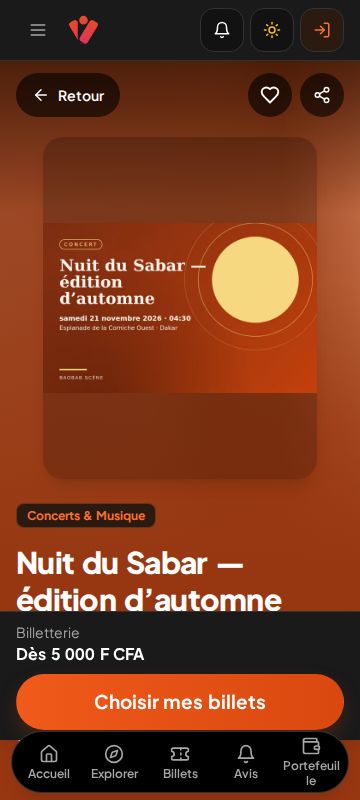 Retour
CONCERT
Nuit du Sabar —
édition
d’automne
samedi 21 novembre 2026 · 04:30
Esplanade de la Corniche Ouest · Dakar
BAOBAB SCÈNE
Concerts & Musique
Nuit du Sabar —
édition d’automne
Billetterie
Dès 5 000 F CFA
Choisir mes billets
Accueil
Explorer
Billets
Avis
Portefeuil
le